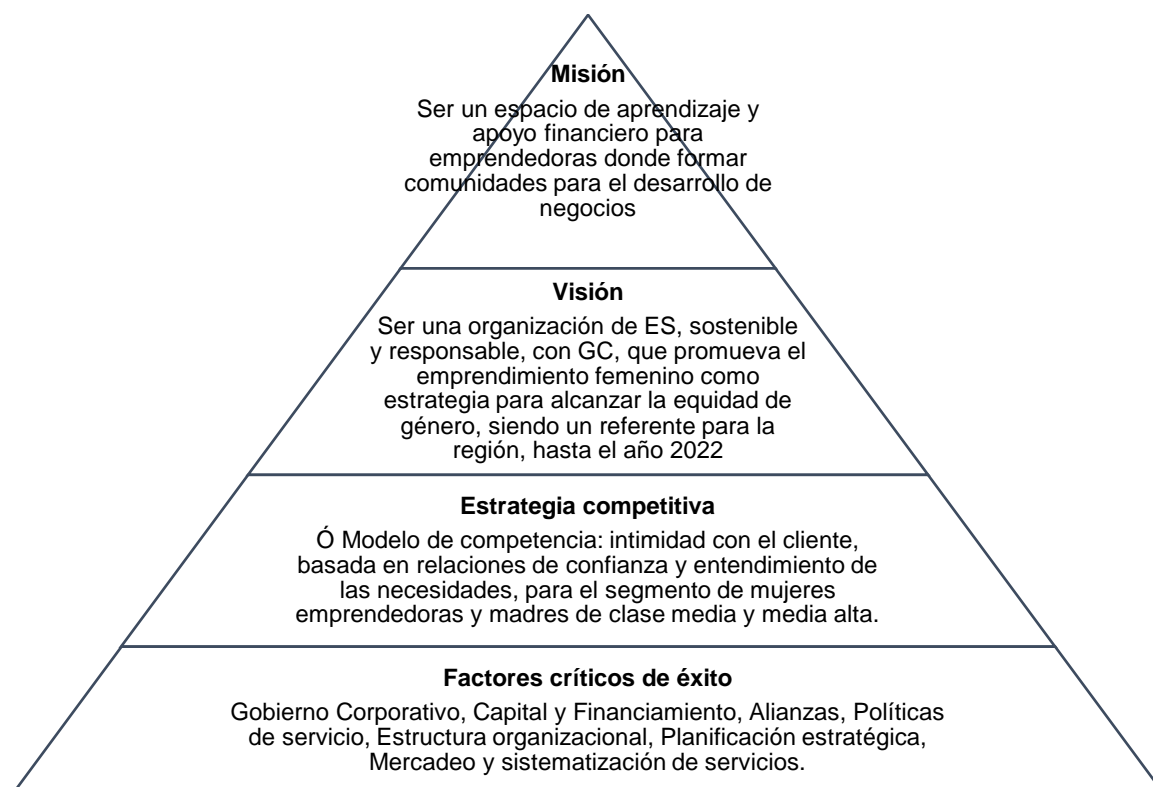 Misión
Ser un espacio de aprendizaje y
apoyo financiero para
emprendedoras donde formar
comunidades para el desarrollo de
negocios
Visión
Ser una organización de ES, sostenible
y responsable, con GC, que promueva el
emprendimiento femenino como
estrategia para alcanzar la equidad de
género, siendo un referente para la
región, hasta el año 2022
Estrategia competitiva
Ó Modelo de competencia: intimidad con el cliente,
basada en relaciones de confianza y entendimiento de
las necesidades, para el segmento de mujeres
emprendedoras y madres de clase media y media alta.
Factores críticos de éxito
Gobierno Corporativo, Capital y Financiamiento, Alianzas, Políticas
de servicio, Estructura organizacional, Planificación estratégica,
Mercadeo y sistematización de servicios.